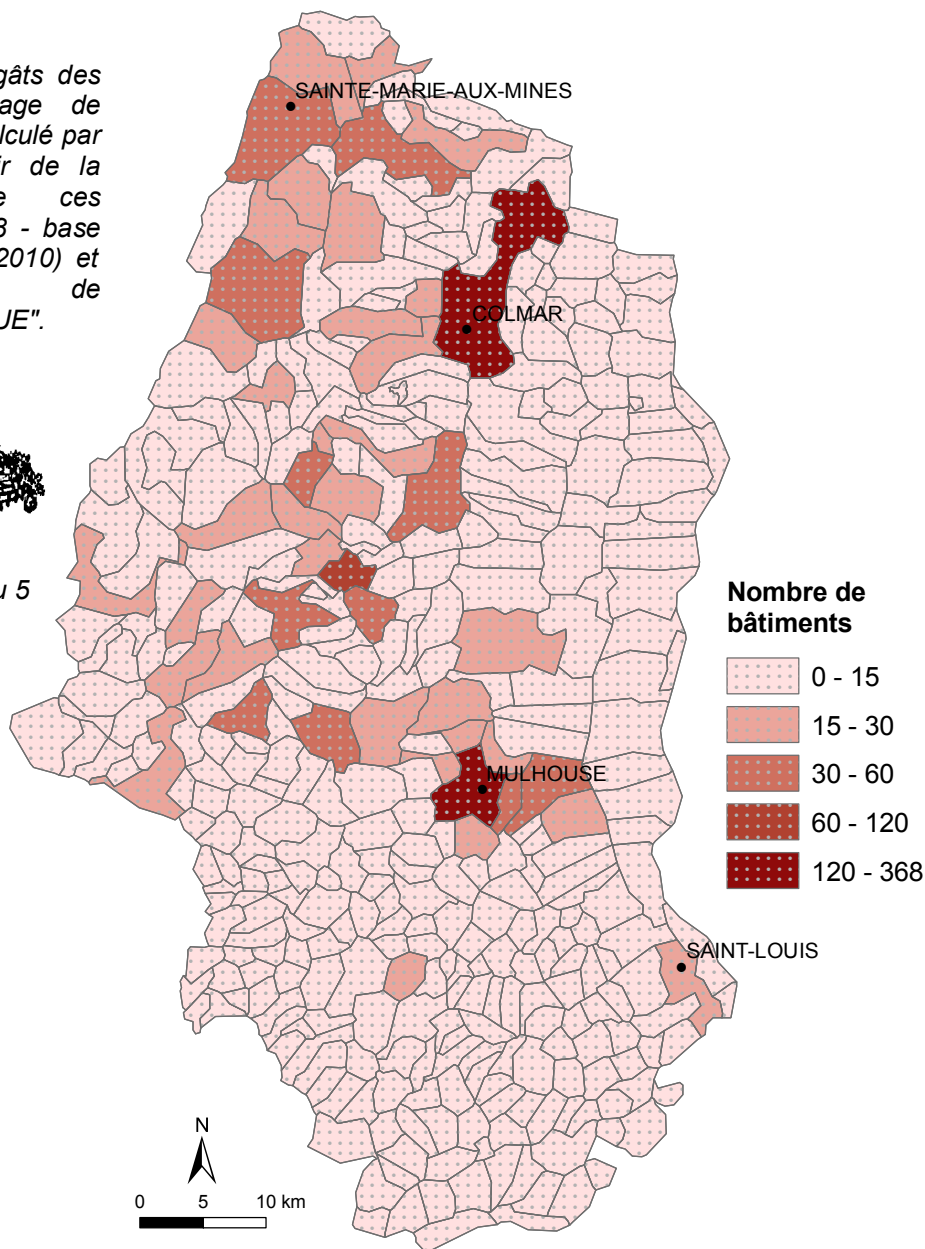 gâts des
age de
lculé par
ir de la
e ces
3 - base
2010) et
de
UE".
u 5
SAINTE-MARIE-AUX-MINES
COLMAR
MULHOUSE
SAINT-LOUIS
Nombre de
bâtiments
0 - 15
15 - 30
30 - 60
60 - 120
120 - 368
N
0 5 10 km